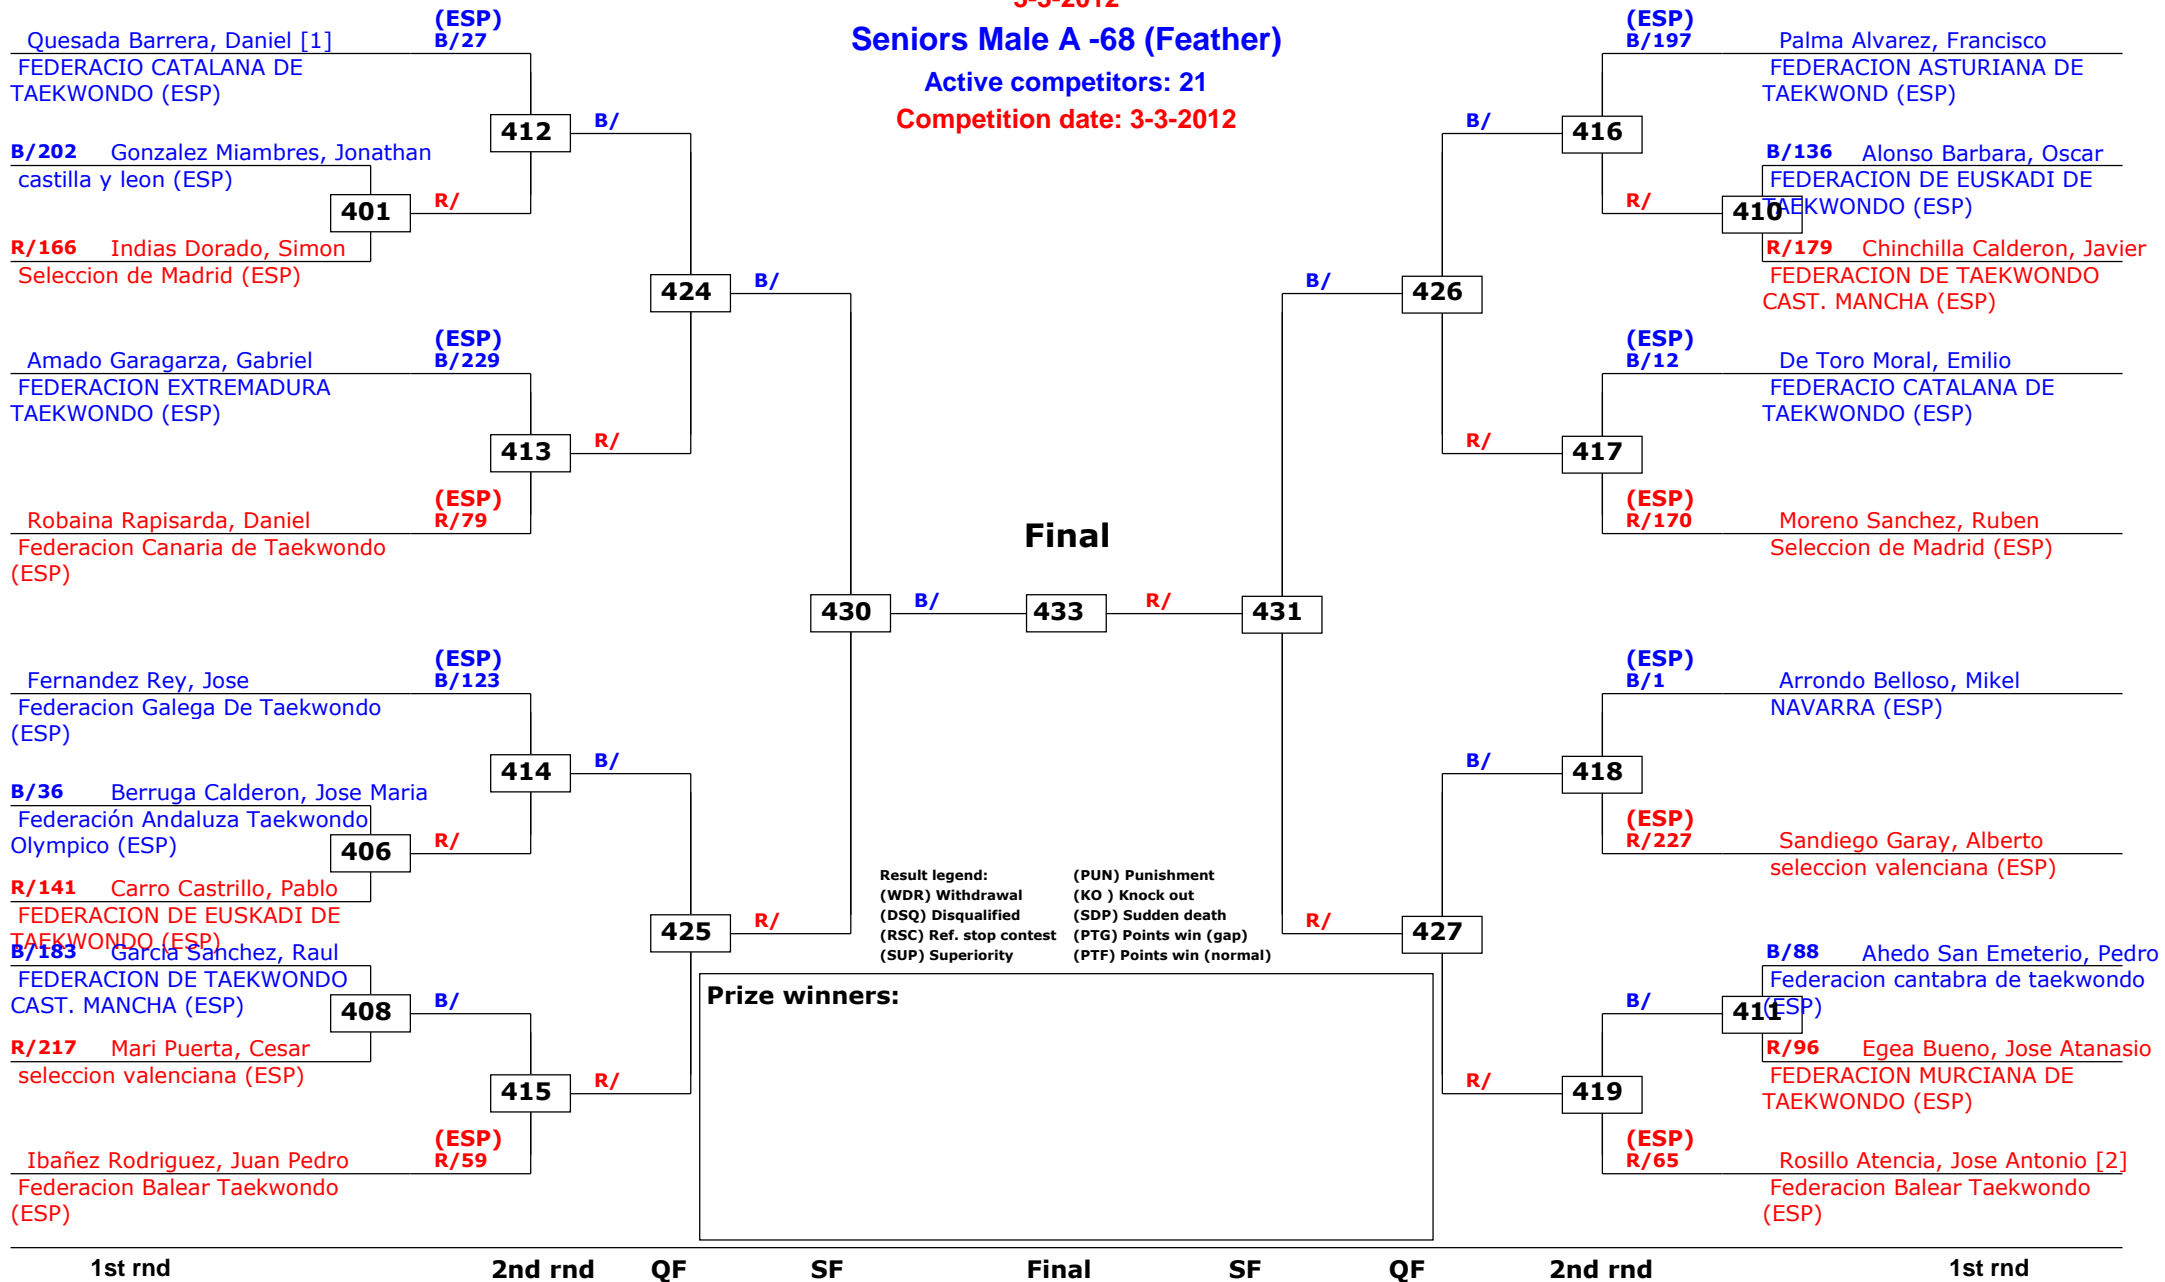 3-3-2012
Seniors Male A -68 (Feather)
Active competitors: 21
Competition date: 3-3-2012
(ESP)
Quesada Barrera, Daniel [1] B/27
FEDERACIO CATALANA DE
TAEKWONDO (ESP)
412
B/
B/202 Gonzalez Miambres, Jonathan
castilla y leon (ESP)
401
R/
R/166 Indias Dorado, Simon
Seleccion de Madrid (ESP)
424
B/
(ESP)
Amado Garagarza, Gabriel B/229
FEDERACION EXTREMADURA
TAEKWONDO (ESP)
413
R/
(ESP)
Robaina Rapisarda, Daniel R/79
Federacion Canaria de Taekwondo
(ESP)
430
B/
(ESP)
Fernandez Rey, Jose B/123
Federacion Galega De Taekwondo
(ESP)
414
B/
B/36 Berruga Calderon, Jose Maria
Federación Andaluza Taekwondo
Olympico (ESP)
406
R/
R/141 Carro Castrillo, Pablo
FEDERACION DE EUSKADI DE
TAEKWONDO (ESP)
425
R/
B/183 Garcia Sanchez, Raul
FEDERACION DE TAEKWONDO
CAST. MANCHA (ESP)
408
B/
R/217 Mari Puerta, Cesar
seleccion valenciana (ESP)
415
R/
(ESP)
Ibañez Rodriguez, Juan Pedro R/59
Federacion Balear Taekwondo
(ESP)
Final
433
R/
431
(ESP)
B/197 Palma Alvarez, Francisco
FEDERACION ASTURIANA DE
TAEKWOND (ESP)
B/
416
B/136 Alonso Barbara, Oscar
FEDERACION DE EUSKADI DE
TAEKWONDO (ESP)
R/
410
R/179 Chinchilla Calderon, Javier
FEDERACION DE TAEKWONDO
CAST. MANCHA (ESP)
B/
426
(ESP)
B/12 De Toro Moral, Emilio
FEDERACIO CATALANA DE
TAEKWONDO (ESP)
R/
417
(ESP)
R/170 Moreno Sanchez, Ruben
Seleccion de Madrid (ESP)
(ESP)
B/1 Arrondo Belloso, Mikel
NAVARRA (ESP)
B/
418
(ESP)
R/227 Sandiego Garay, Alberto
seleccion valenciana (ESP)
R/
427
B/88 Ahedo San Emeterio, Pedro
Federacion cantabra de taekwondo
(ESP)
B/
411
R/96 Egea Bueno, Jose Atanasio
FEDERACION MURCIANA DE
TAEKWONDO (ESP)
R/
419
(ESP)
R/65 Rosillo Atencia, Jose Antonio [2]
Federacion Balear Taekwondo
(ESP)
Result legend: (PUN) Punishment
(WDR) Withdrawal (KO ) Knock out
(DSQ) Disqualified (SDP) Sudden death
(RSC) Ref. stop contest (PTG) Points win (gap)
(SUP) Superiority (PTF) Points win (normal)
Prize winners:
1st rnd 2nd rnd QF SF Final SF QF 2nd rnd 1st rnd